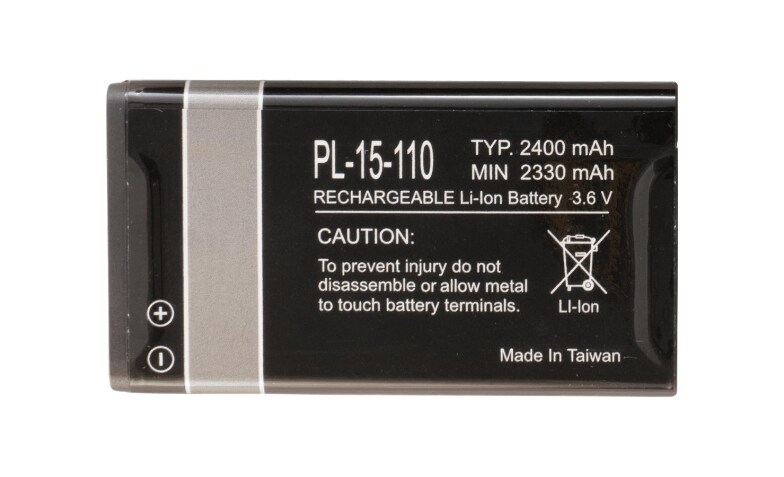 PL-15-110
TYP. 2400 mAh
MIN 2330 mAh
RECHARGEABLE Li-Ion Battery 3.6 V
CAUTION:
To prevent injury do not
disassemble or allow metal
to touch battery terminals.
LI-Ion
+
−
Made In Taiwan